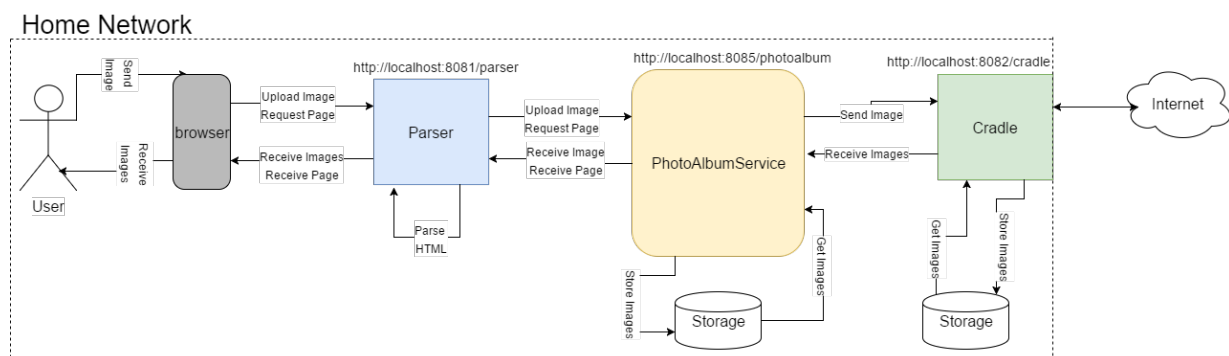 Home Network
http://localhost:8081/parser
http://localhost:8085/photoalbum
http://localhost:8082/cradle
Send
Image
browser
Receive
Images
User
Upload Image
Request Page
Receive Images
Receive Page
Parser
Parse
HTML
Upload Image
Request Page
Receive Image
Receive Page
PhotoAlbumService
Store Images
Storage
Get Images
Send Image
Receive Images
Cradle
Get Images
Store Images
Storage
Internet